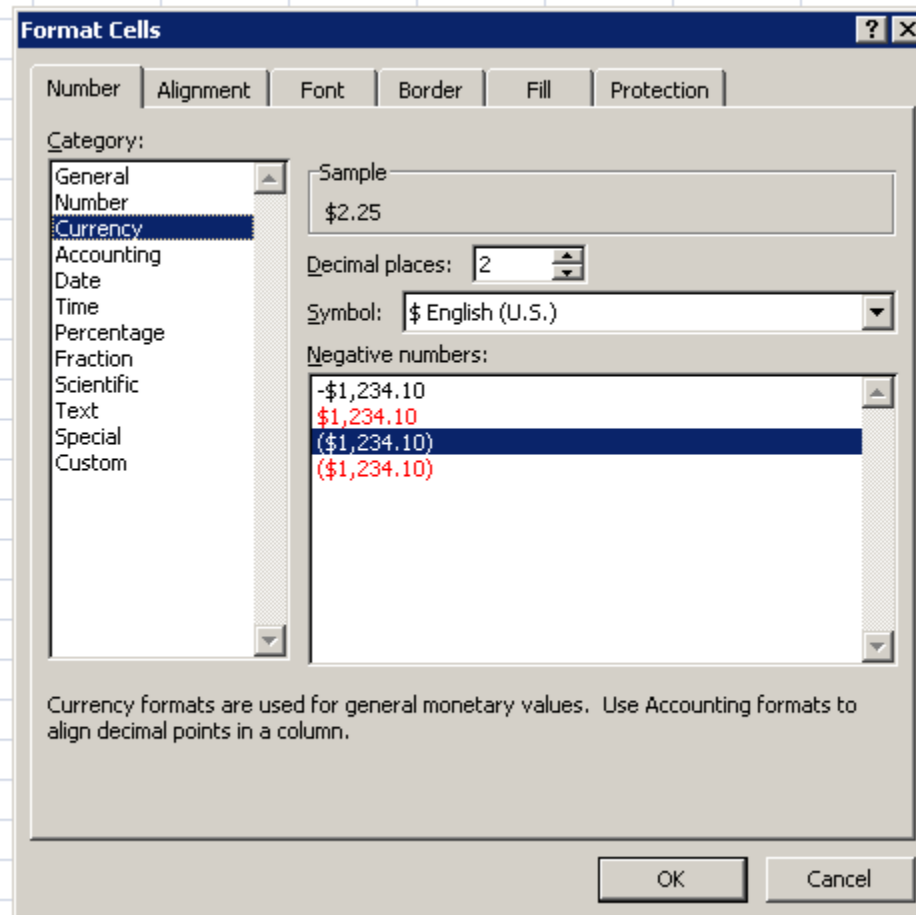 Format Cells
Number Alignment Font Border Fill Protection
Category:
General
Number
Currency
Accounting
Date
Time
Percentage
Fraction
Scientific
Text
Special
Custom
Sample
$2.25
Decimal places: 2
Symbol: $ English (U.S.)
Negative numbers:
-$1,234.10
$1,234.10
($1,234.10)
($1,234.10)
Currency formats are used for general monetary values. Use Accounting formats to
align decimal points in a column.
OK Cancel